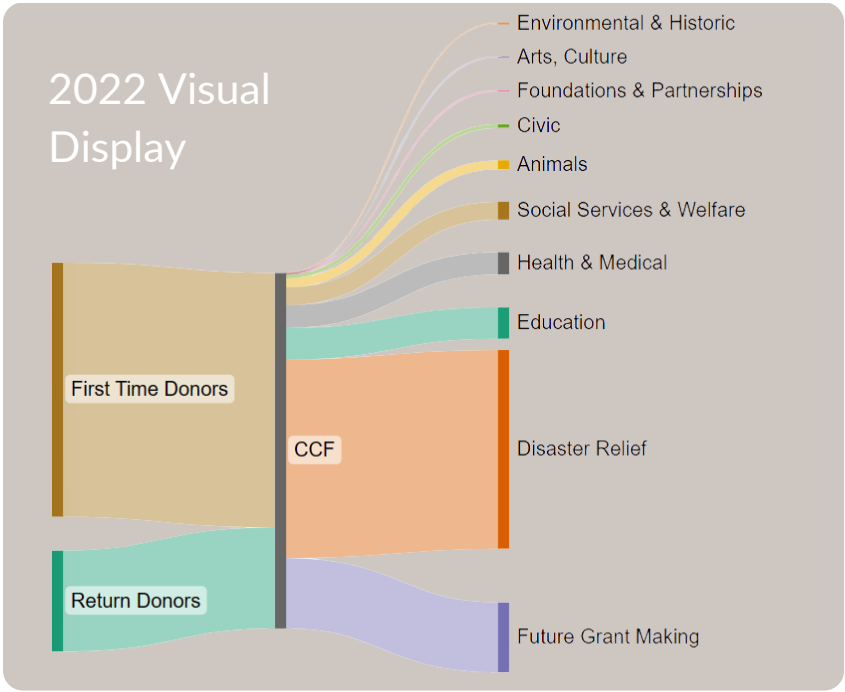 2022 Visual
Display
Environmental & Historic
Arts, Culture
Foundations & Partnerships
Civic
Animals
Social Services & Welfare
Health & Medical
Education
First Time Donors
CCF
Disaster Relief
Return Donors
Future Grant Making